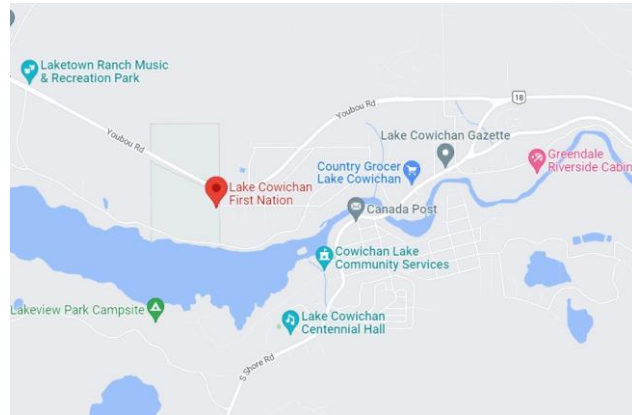 Laketown Ranch Music
& Recreation Park
18
Youbou Rd
Youbou Rd
Lake Cowichan Gazette
Greendale
Riverside Cabin
Country Grocer
Lake Cowichan
Lake Cowichan
First Nation
Canada Post
Cowichan Lake
Community Services
Lakeview Park Campsite
Lake Cowichan
Centennial Hall
S Shore Rd